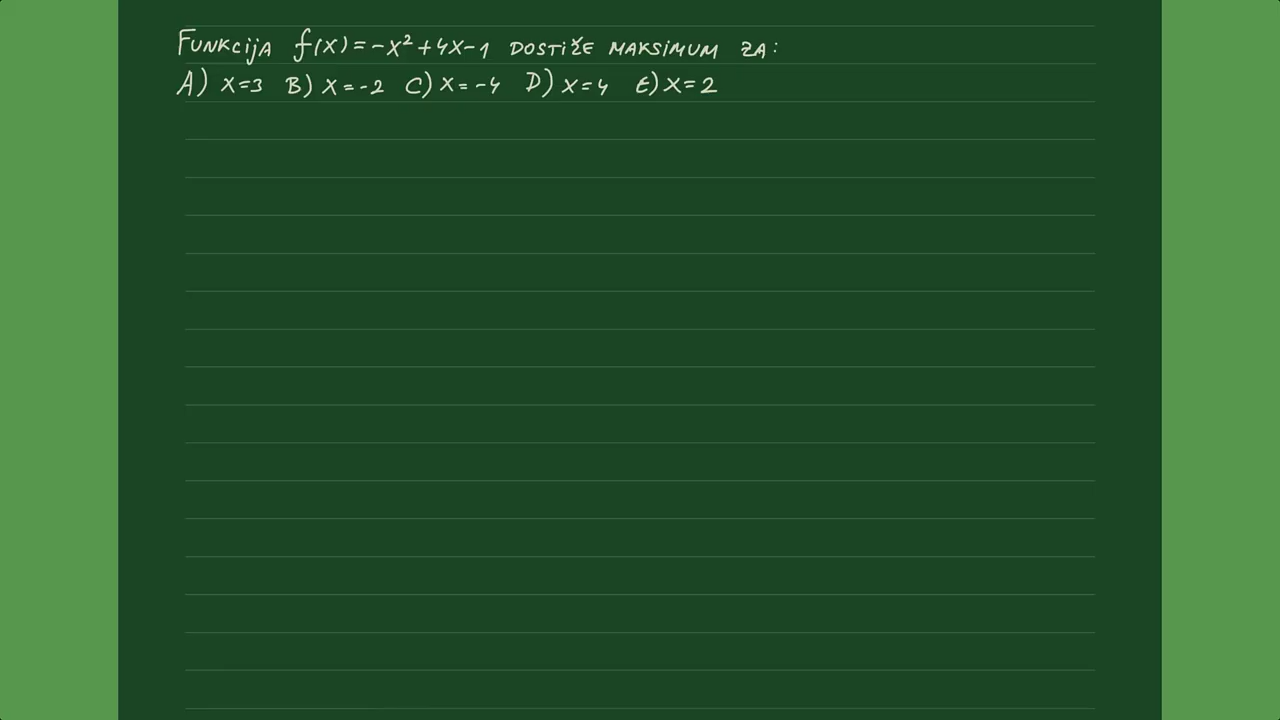 Funkcija f(x)=-x²+4x-1 dostiže maksimum za:
A) x=3 B) x=-2 C) x=-4 D) x=4 E) x=2